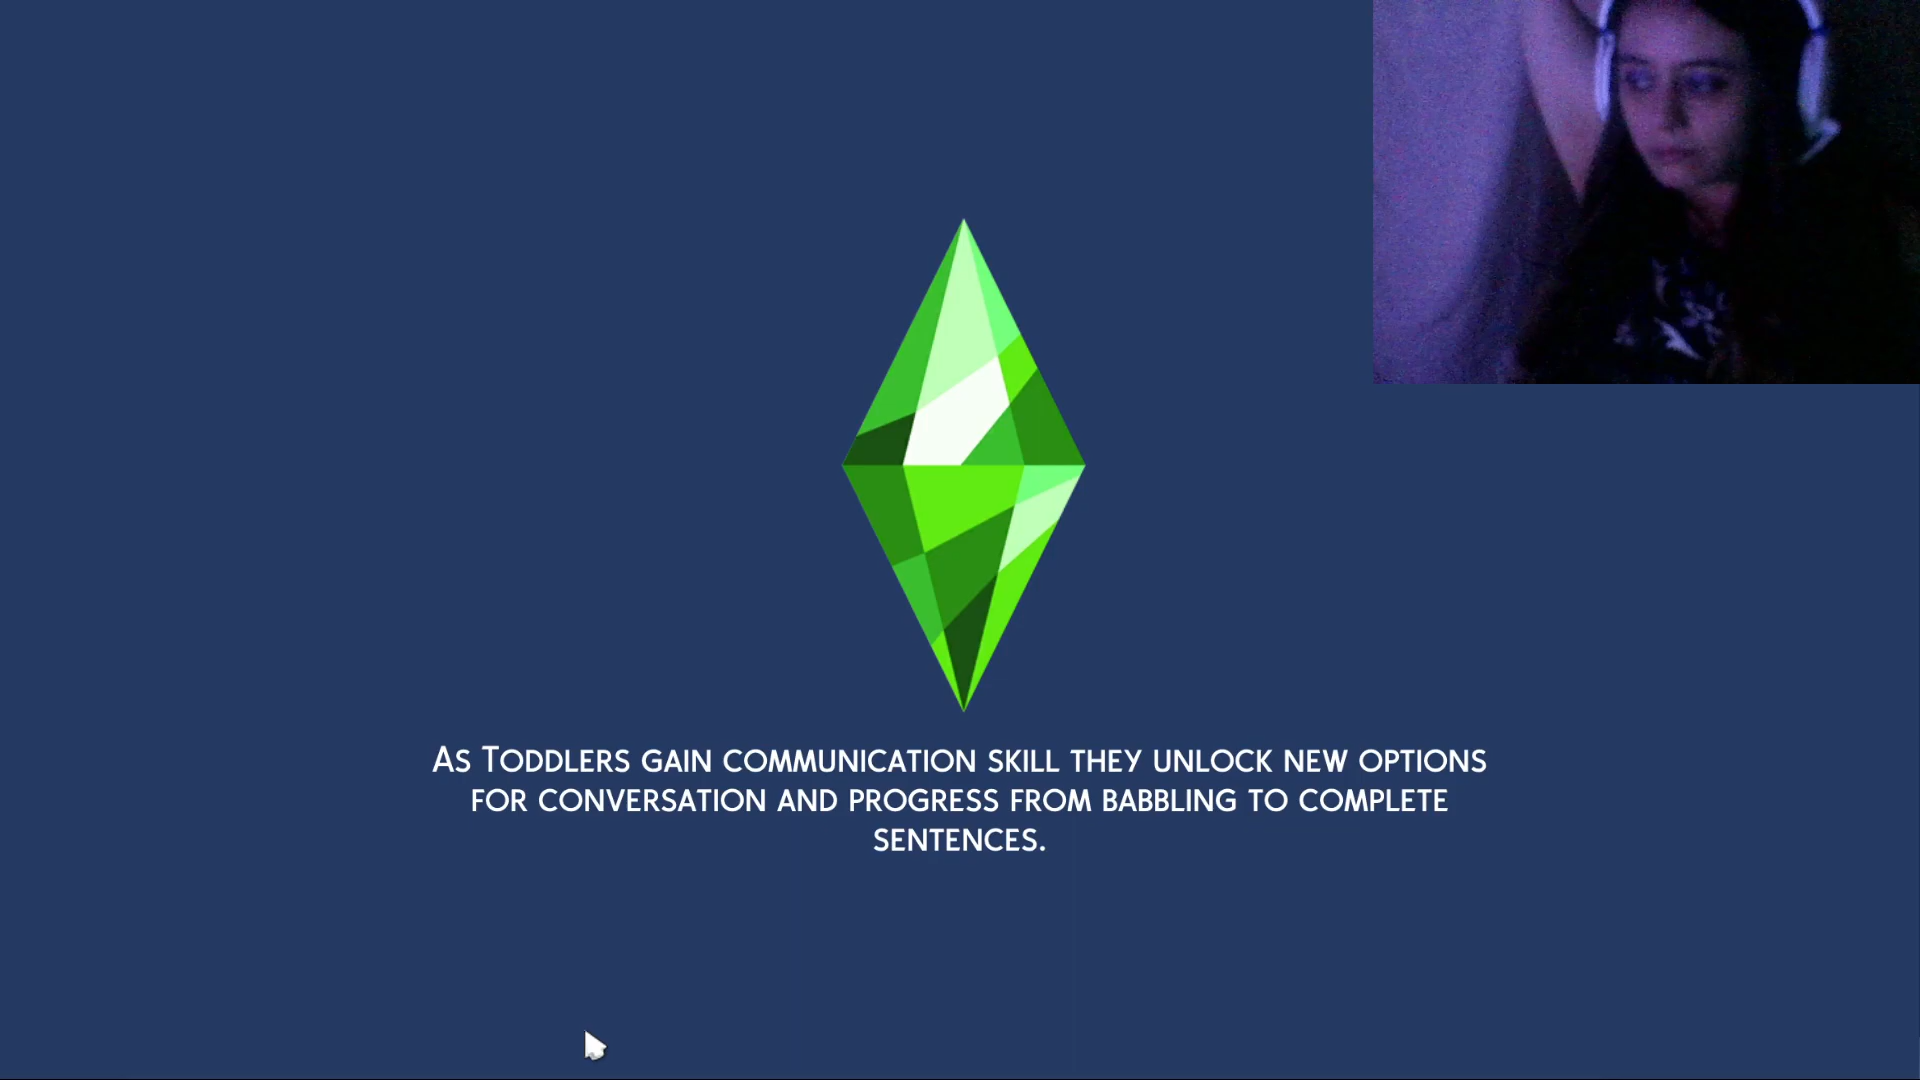 As Toddlers gain communication skill they unlock new options
for conversation and progress from babbling to complete
sentences.